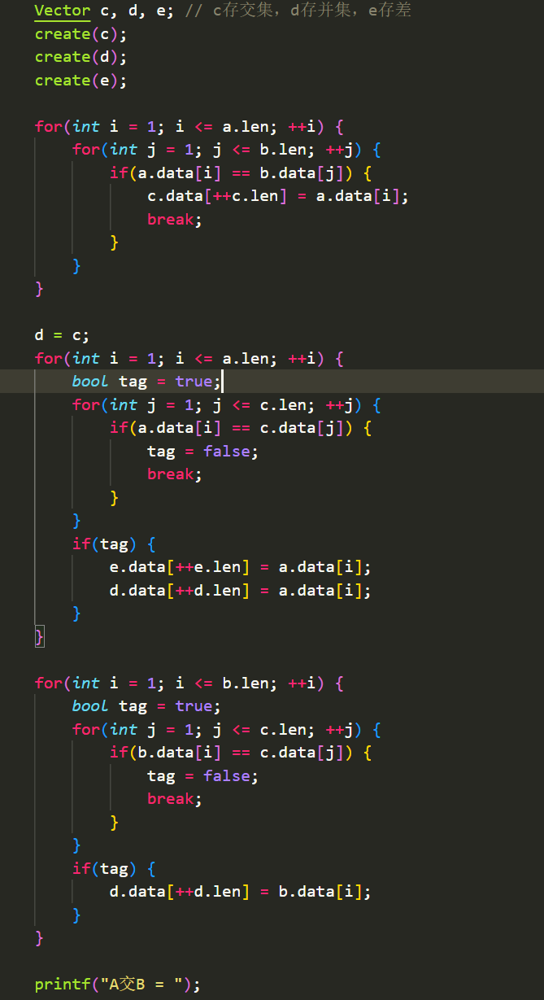 Vector c, d, e; // c存交集，d存并集，e存差
create(c);
create(d);
create(e);
for(int i = 1; i <= a.len; ++i) {
for(int j = 1; j <= b.len; ++j) {
if(a.data[i] == b.data[j]) {
c.data[++c.len] = a.data[i];
break;
}
}
}
d = c;
for(int i = 1; i <= a.len; ++i) {
bool tag = true;
for(int j = 1; j <= c.len; ++j) {
if(a.data[i] == c.data[j]) {
tag = false;
break;
}
}
if(tag) {
e.data[++e.len] = a.data[i];
d.data[++d.len] = a.data[i];
}
}
for(int i = 1; i <= b.len; ++i) {
bool tag = true;
for(int j = 1; j <= c.len; ++j) {
if(b.data[i] == c.data[j]) {
tag = false;
break;
}
}
if(tag) {
d.data[++d.len] = b.data[i];
}
}
printf("A交B = ");